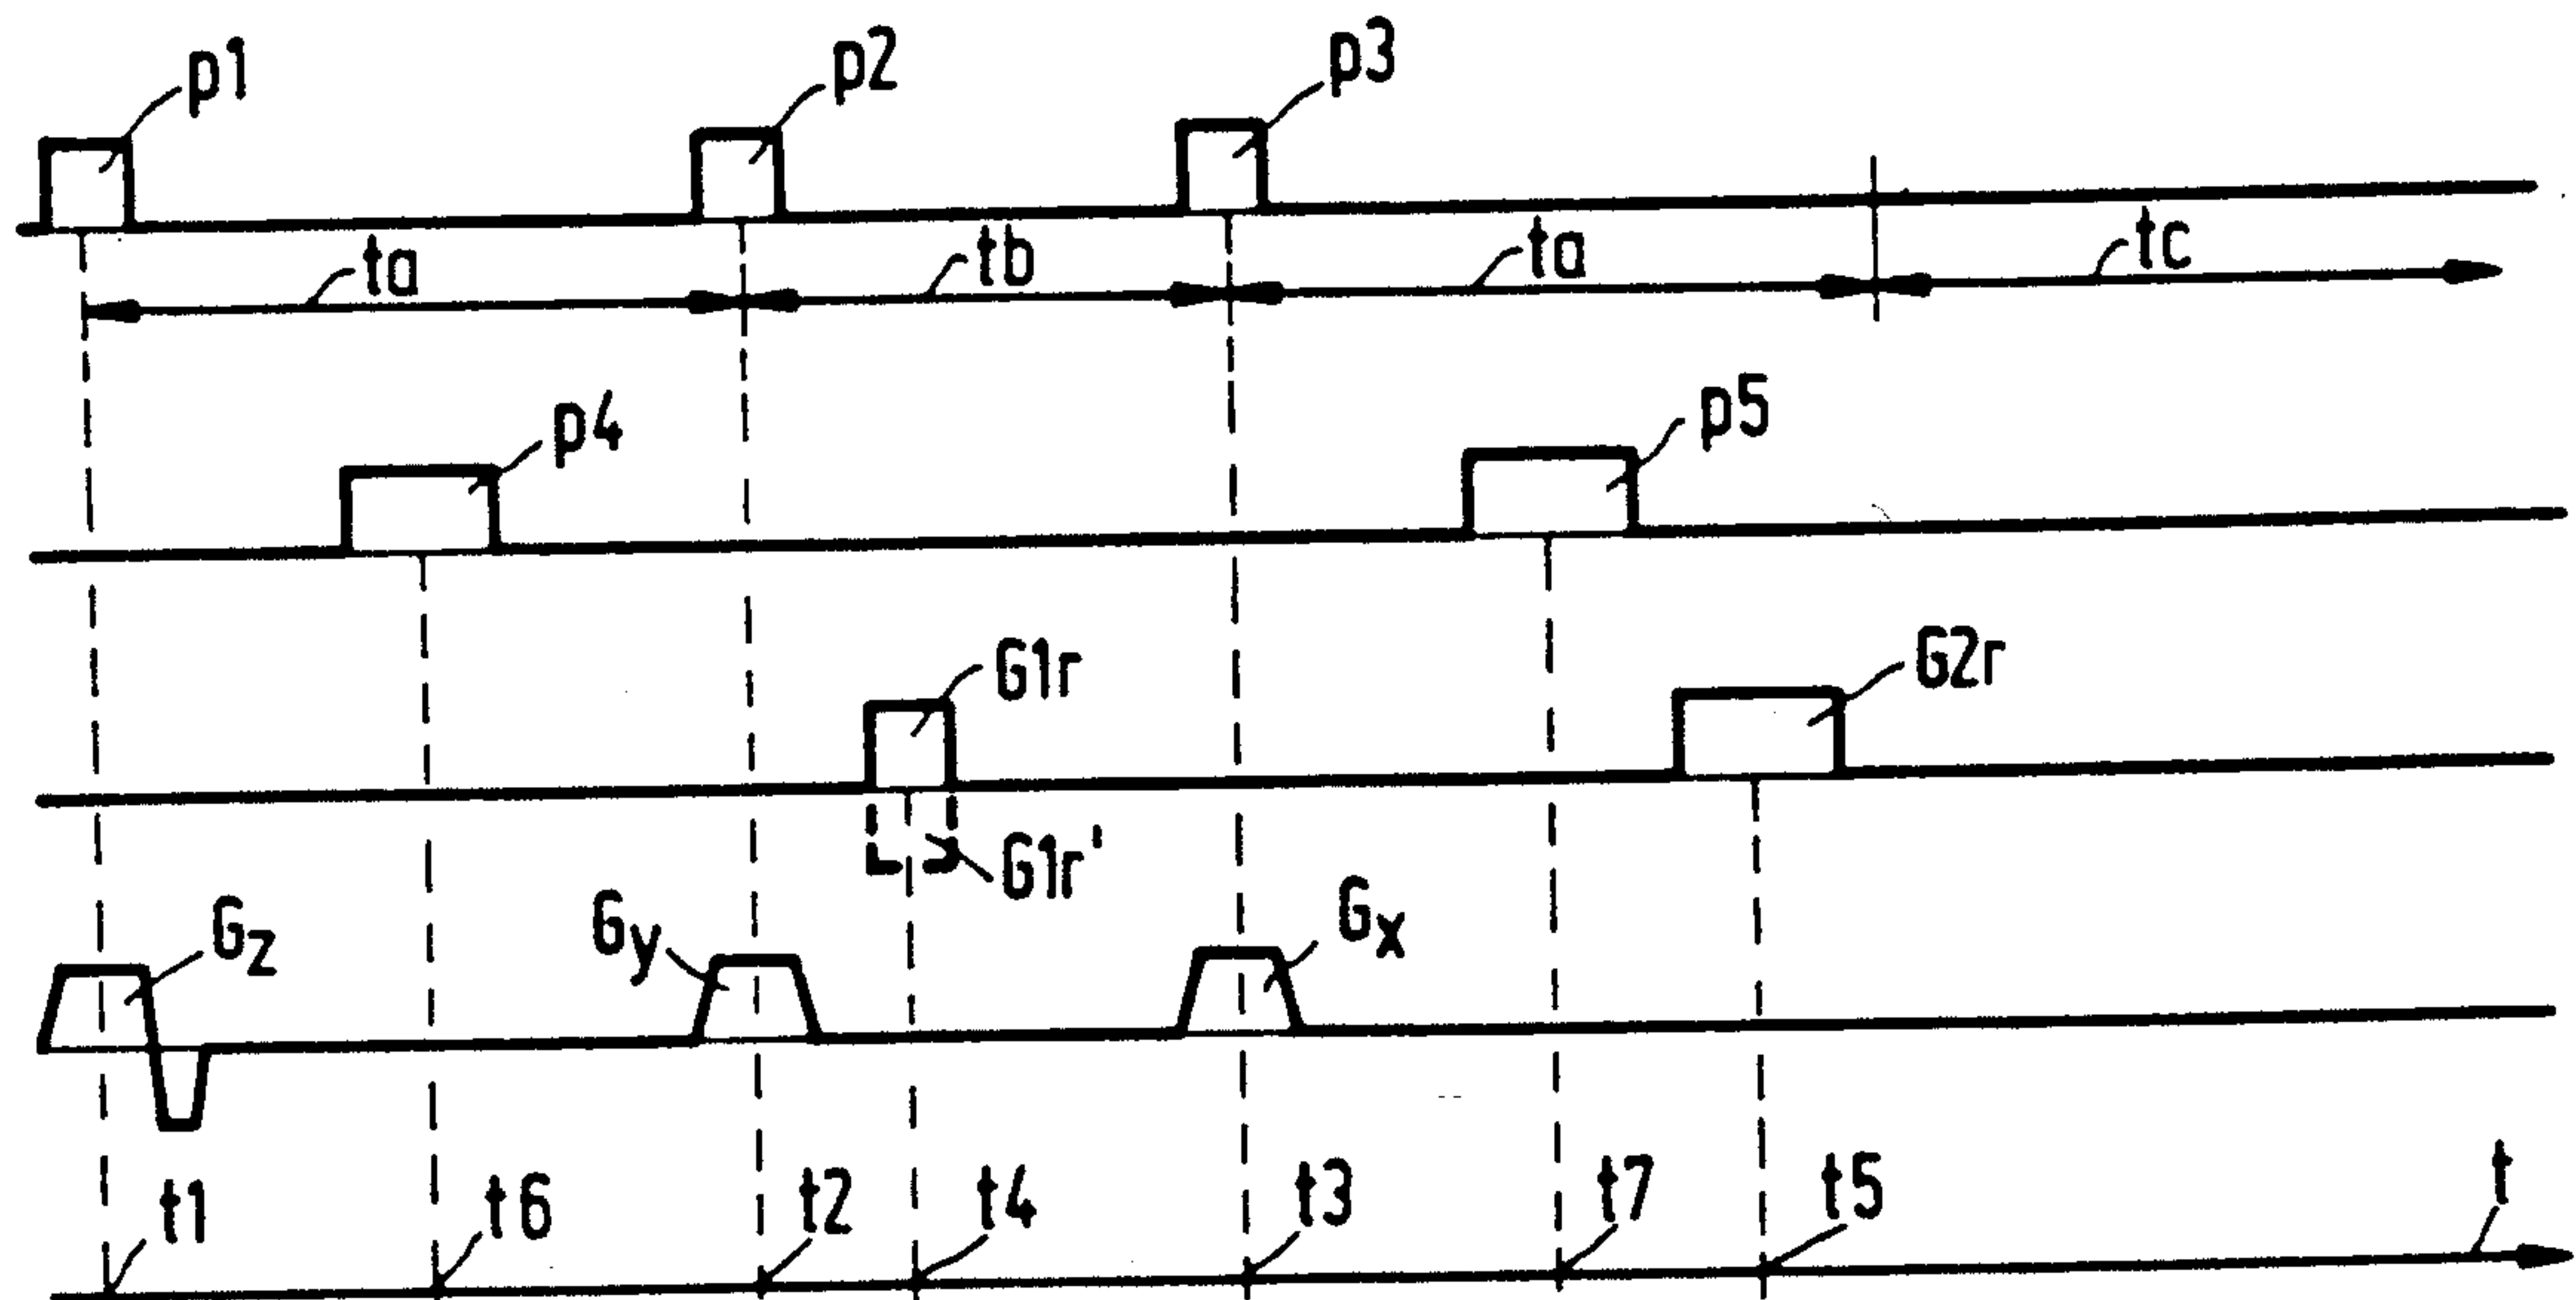 p1 p2 p3
ta tb ta tc
p4 p5
G1r G2r
G1r'
Gz Gy Gx
t1 t6 t2 t4 t3 t7 t5 t